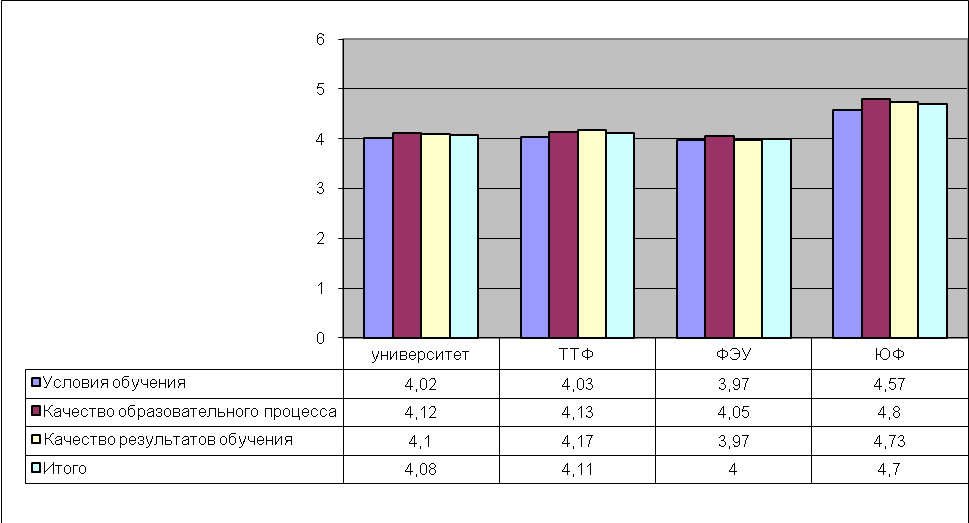 6
5
4
3
2
1
0
университет ТТФ ФЭУ ЮФ
Условия обучения 4,02 4,03 3,97 4,57
Качество образовательного процесса 4,12 4,13 4,05 4,8
Качество результатов обучения 4,1 4,17 3,97 4,73
Итого 4,08 4,11 4 4,7